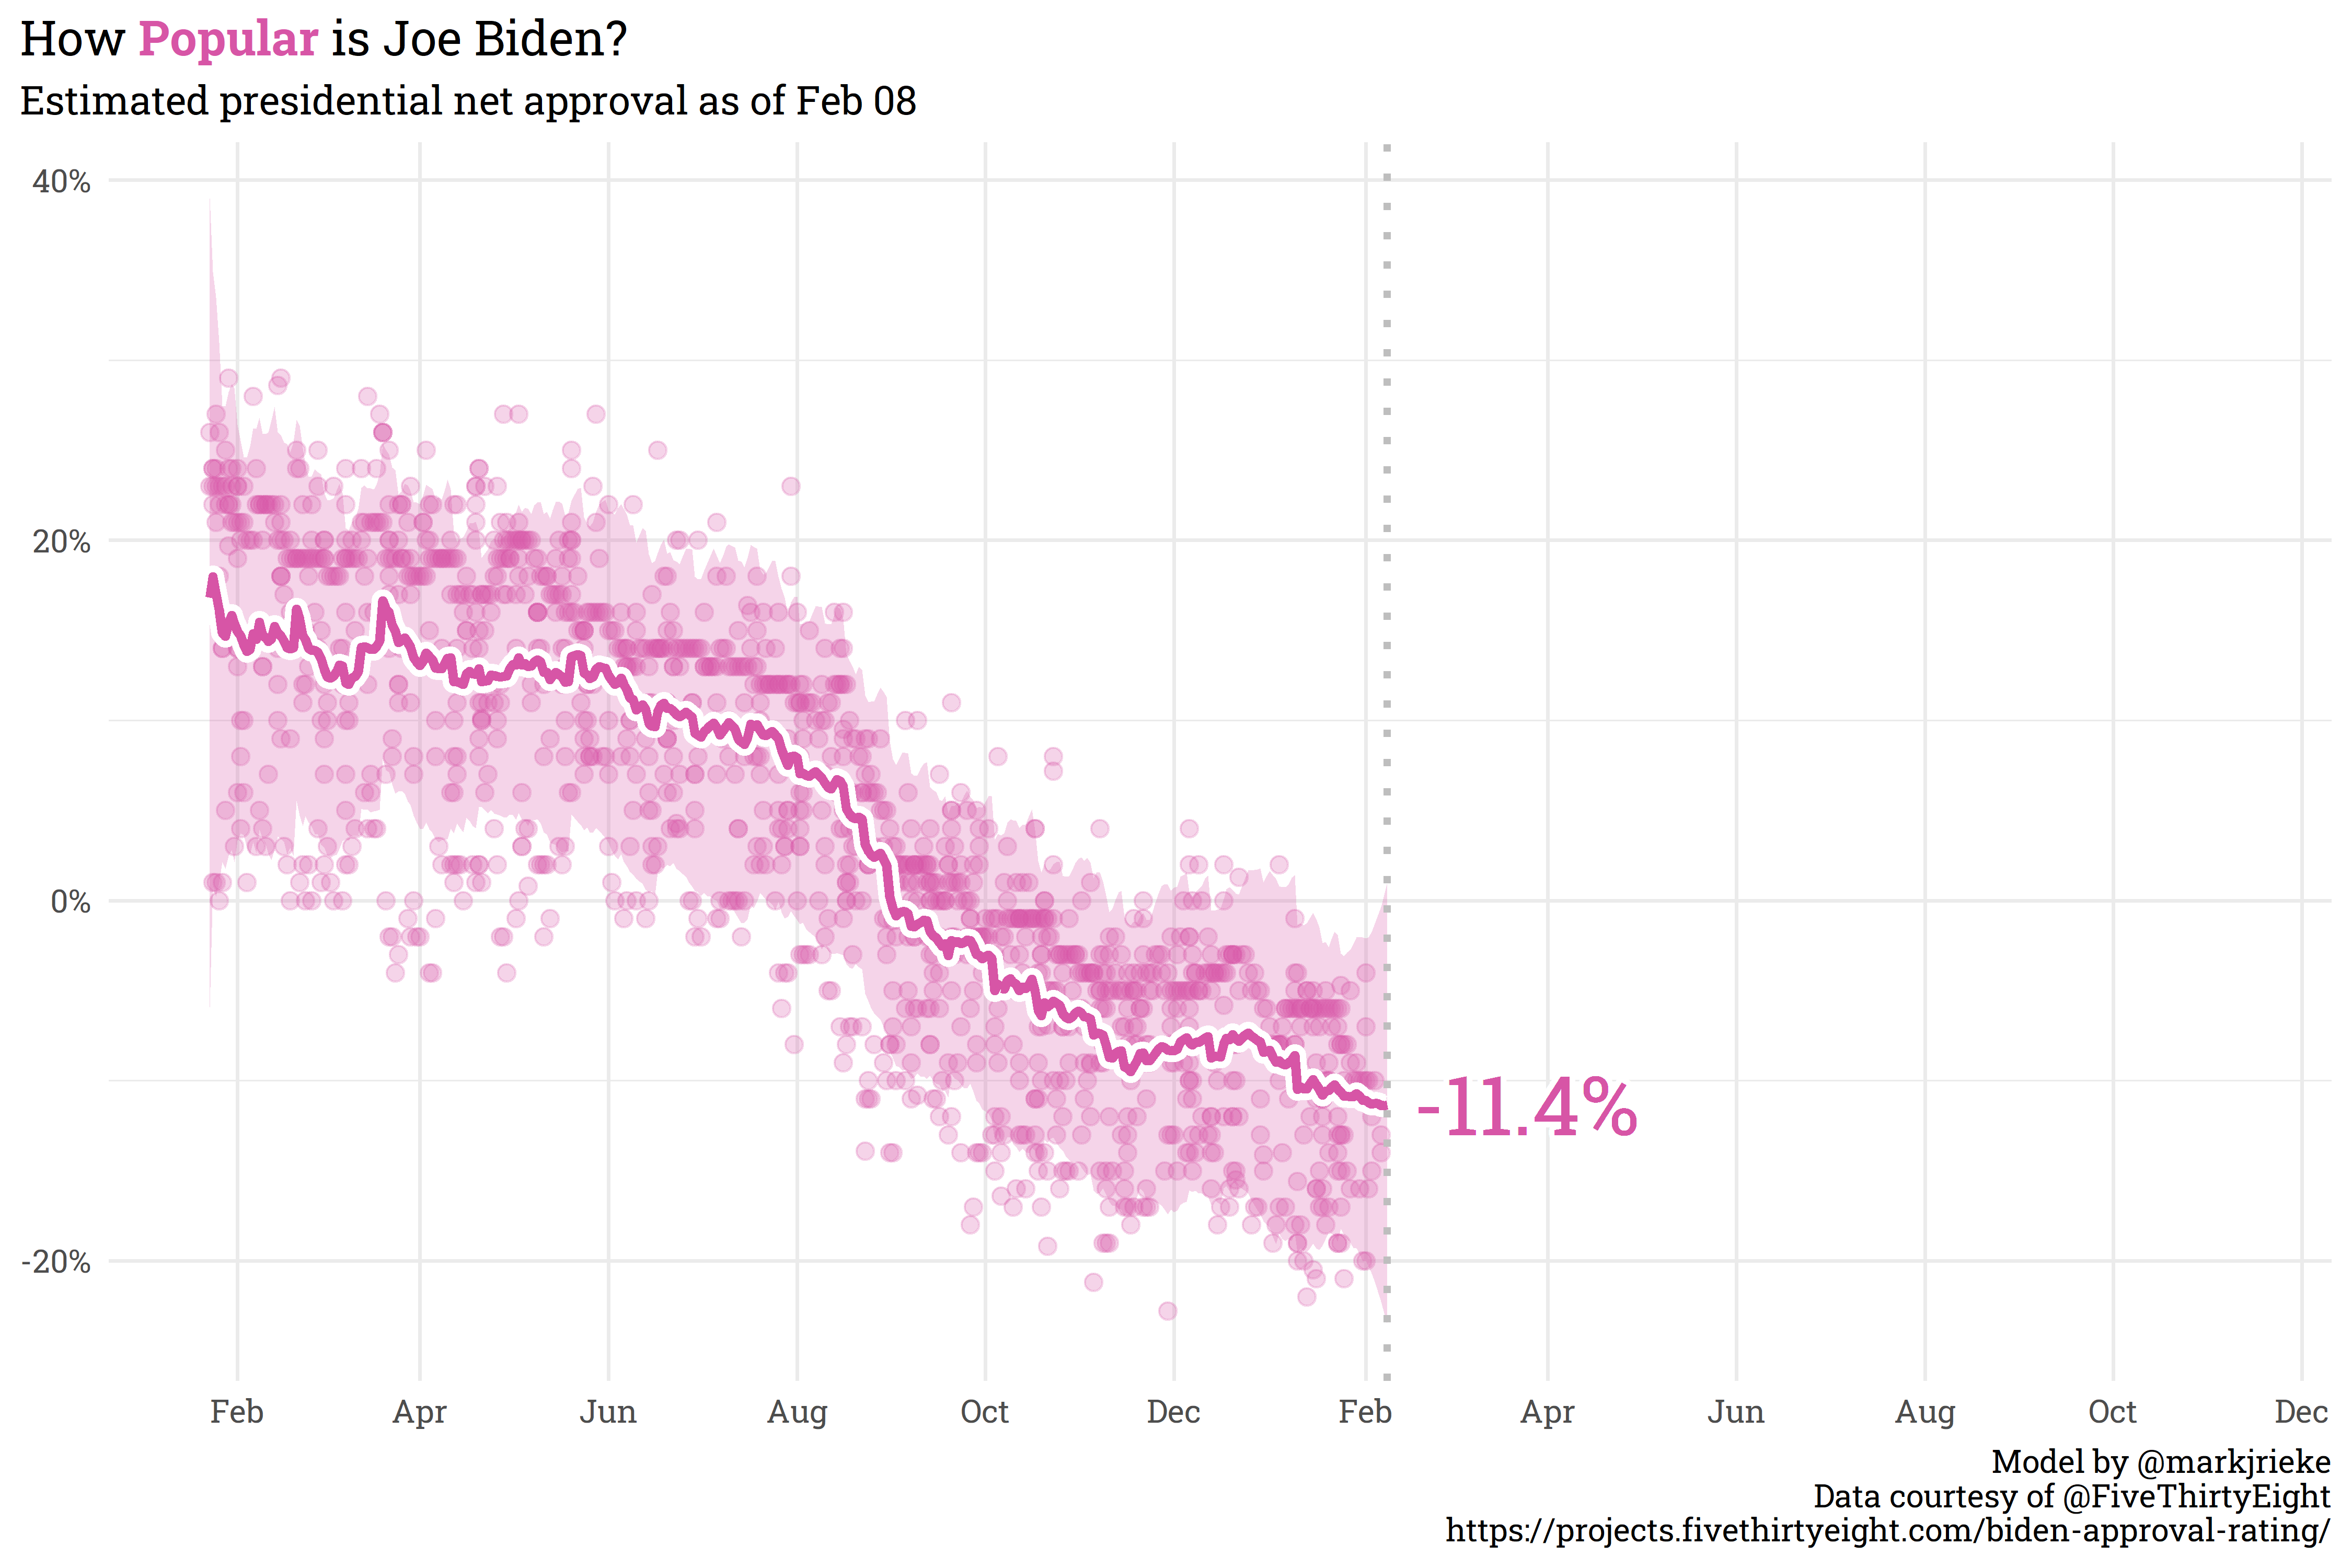 How Popular is Joe Biden?
Estimated presidential net approval as of Feb 08
40%
20%
0%
-20%
-11.4%
Feb Apr Jun Aug Oct Dec Feb Apr Jun Aug Oct Dec
Model by @markjrieke
Data courtesy of @FiveThirtyEight
https://projects.fivethirtyeight.com/biden-approval-rating/